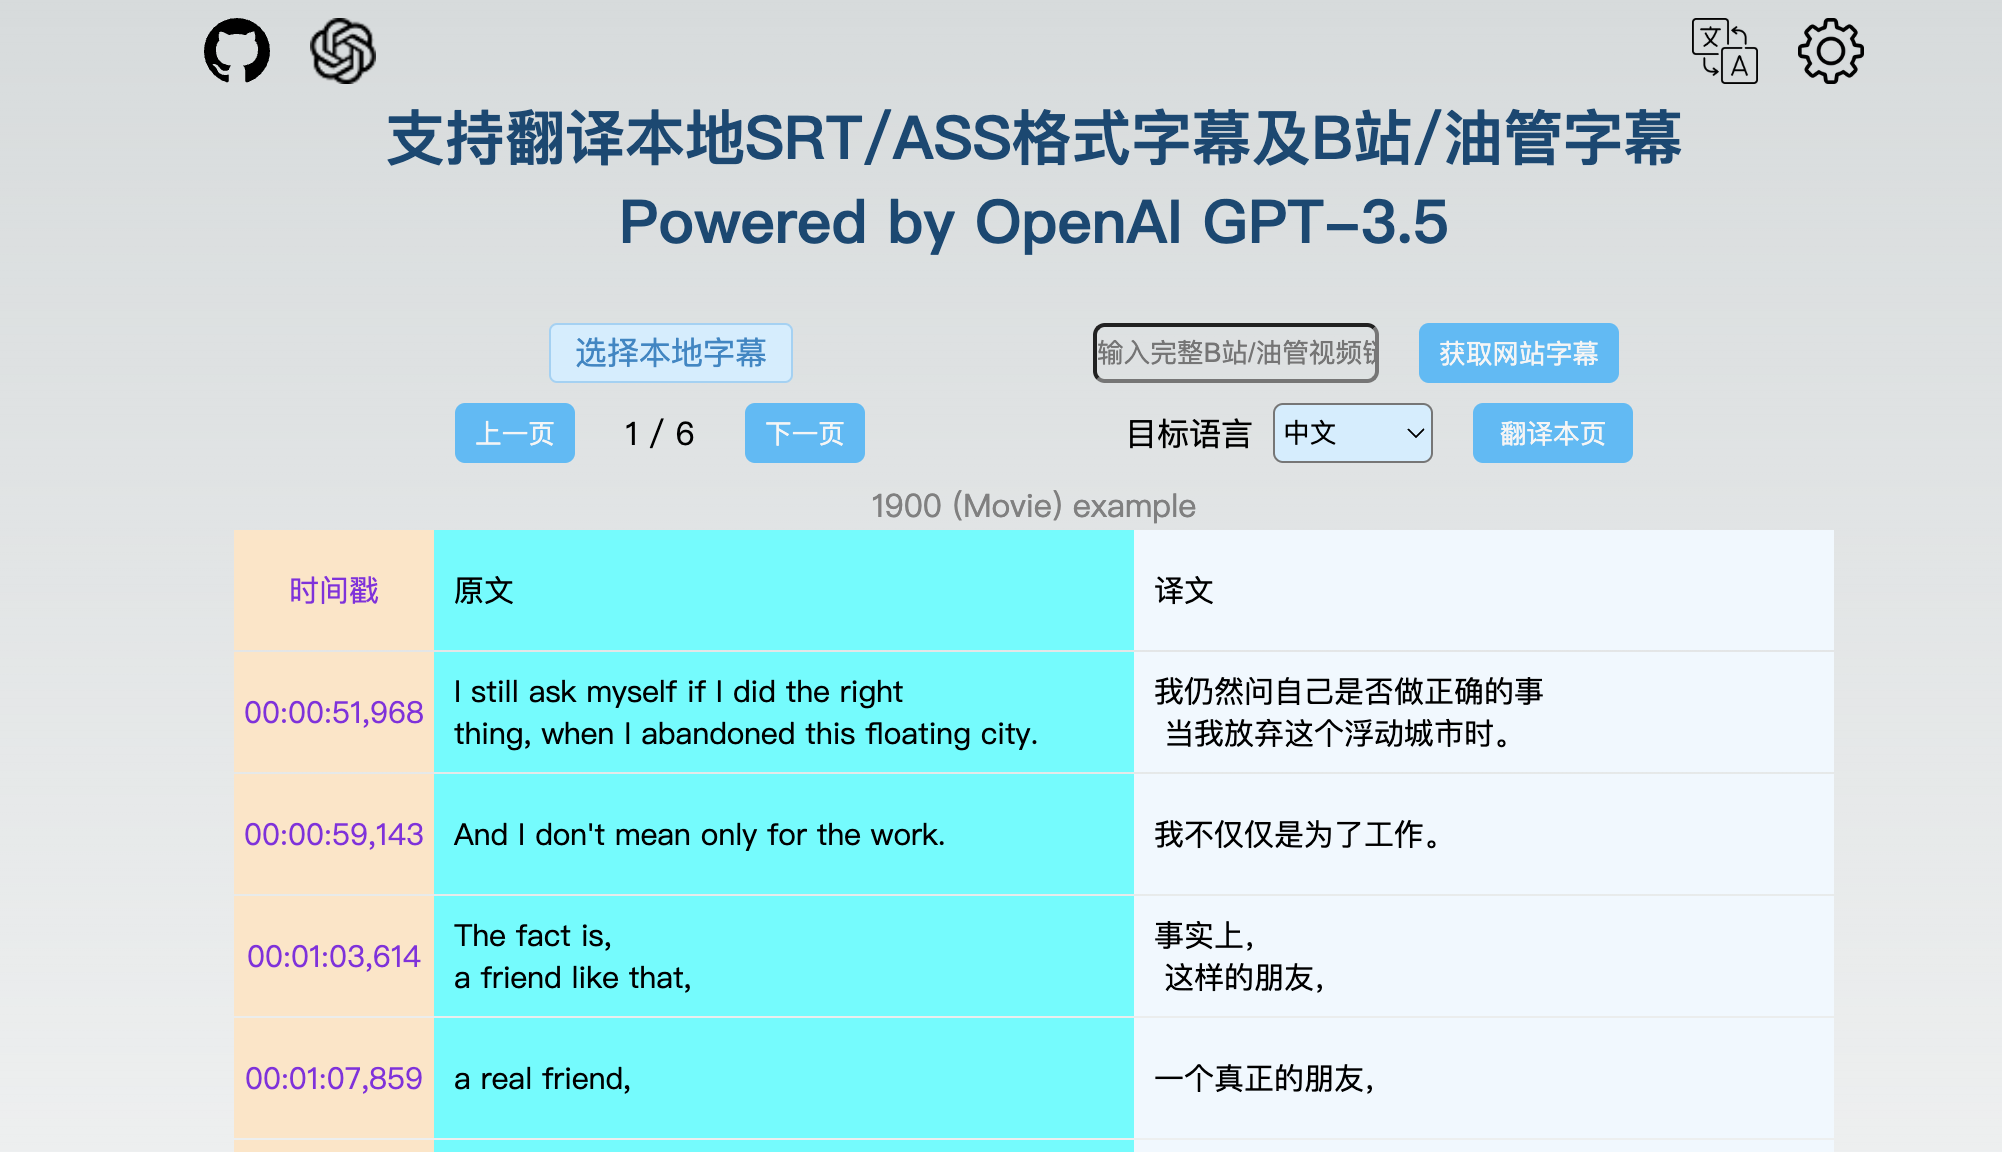 文
A
支持翻译本地SRT/ASS格式字幕及B站/油管字幕
Powered by OpenAI GPT-3.5
选择本地字幕
输入完整B站/油管视频链
获取网站字幕
上一页
1 / 6
下一页
目标语言
中文
翻译本页
1900 (Movie) example
时间戳
原文
译文
00:00:51,968
I still ask myself if I did the right
thing, when I abandoned this floating city.
我仍然问自己是否做正确的事
当我放弃这个浮动城市时。
00:00:59,143
And I don't mean only for the work.
我不仅仅是为了工作。
00:01:03,614
The fact is,
a friend like that,
事实上，
这样的朋友，
00:01:07,859
a real friend,
一个真正的朋友，